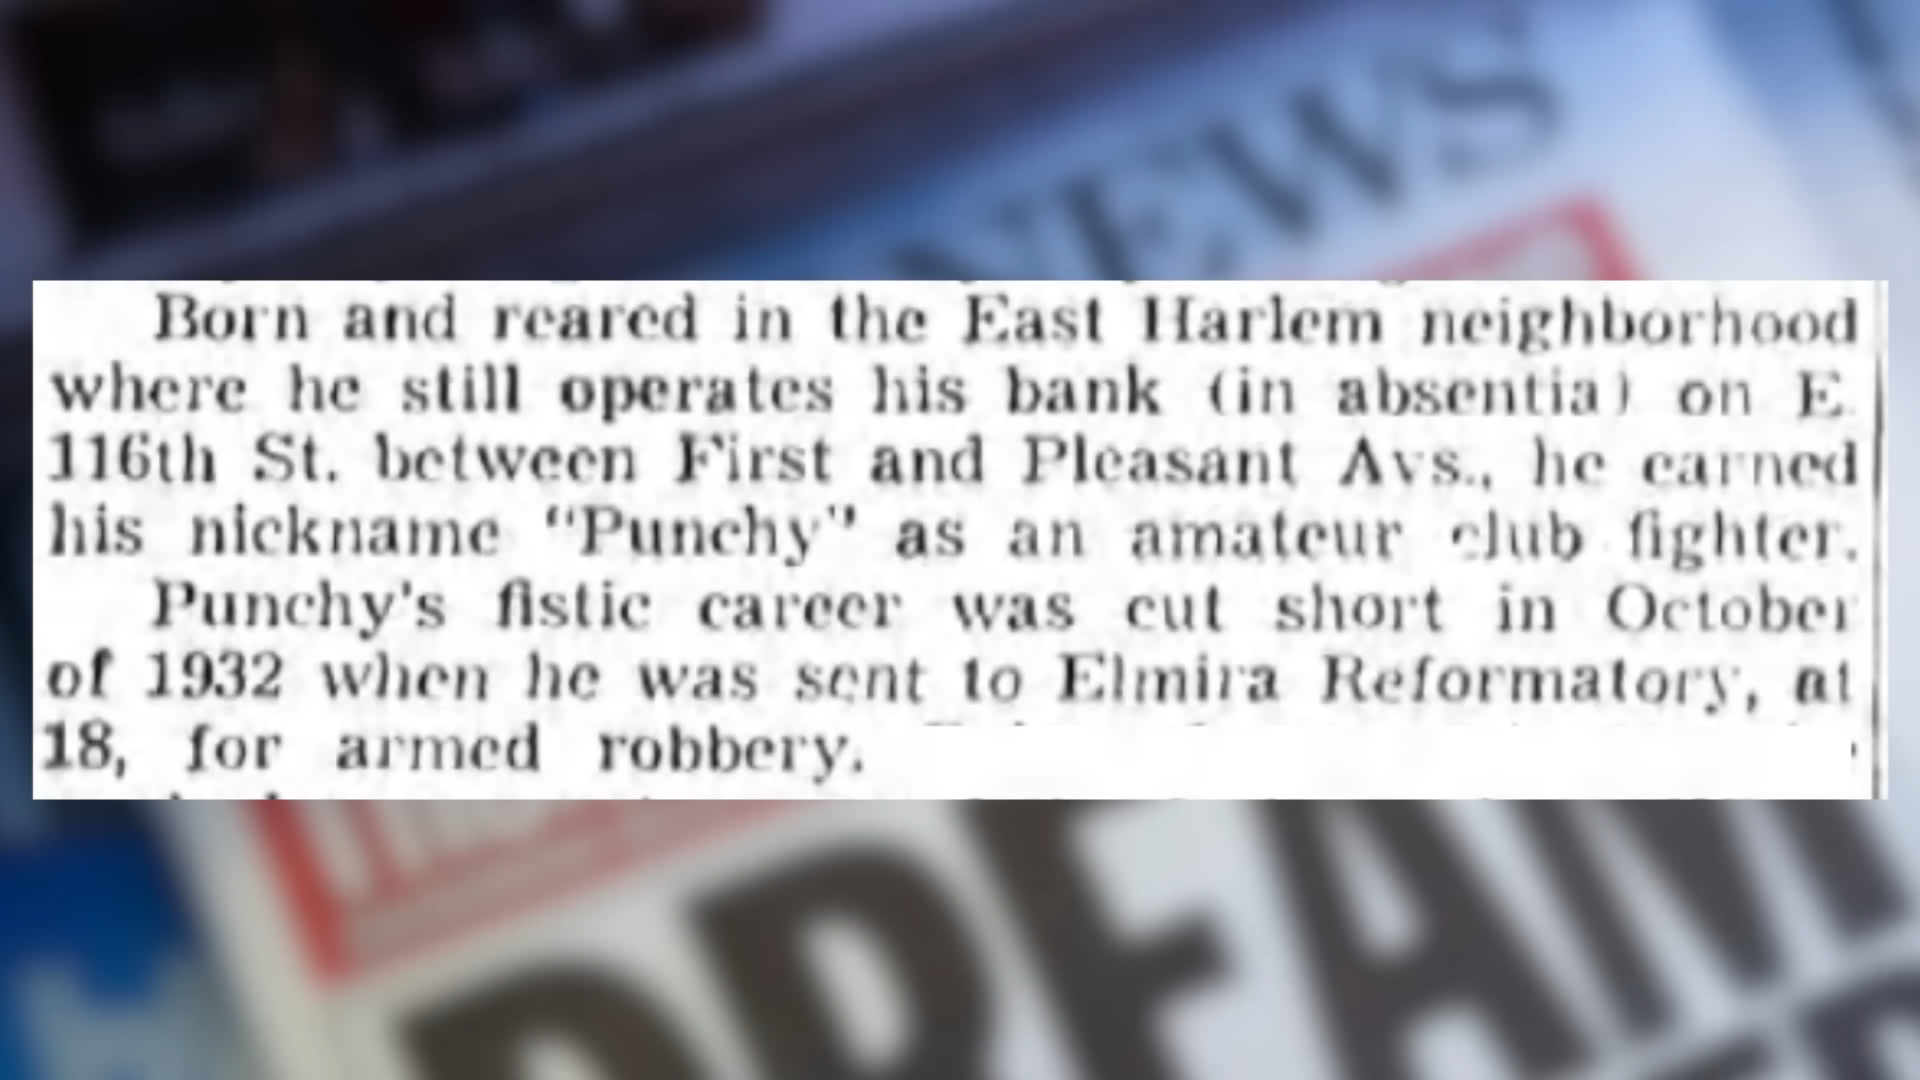 NEWS
Born and reared in the East Harlem neighborhood
where he still operates his bank (in absentia) on E.
116th St. between First and Pleasant Avs., he earned
his nickname "Punchy" as an amateur club fighter.
Punchy's fistic career was cut short in October
of 1932 when he was sent to Elmira Reformatory, at
18, for armed robbery.